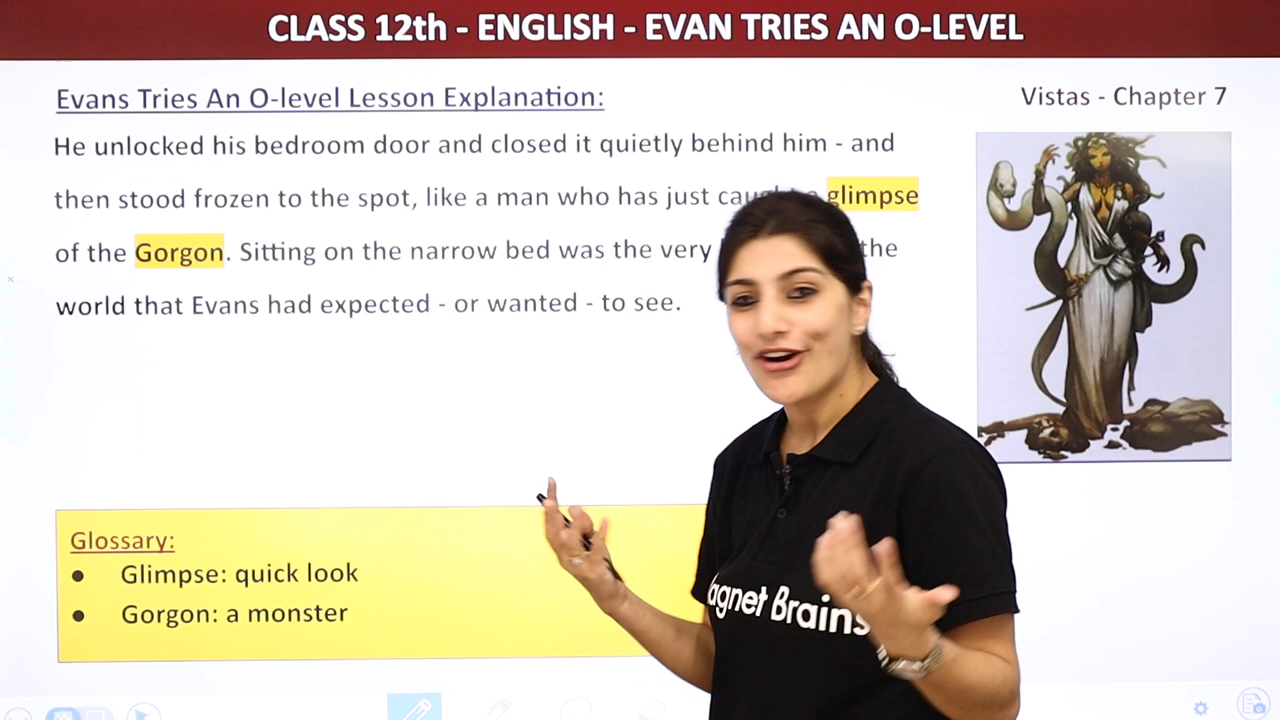 CLASS 12th - ENGLISH - EVAN TRIES AN O-LEVEL
Evans Tries An O-level Lesson Explanation:
Vistas - Chapter 7
He unlocked his bedroom door and closed it quietly behind him - and
then stood frozen to the spot, like a man who has just glimpse
of the Gorgon. Sitting on the narrow bed was the very the
world that Evans had expected - or wanted - to see.
Glossary:
● Glimpse: quick look
● Gorgon: a monster
agnet Brains